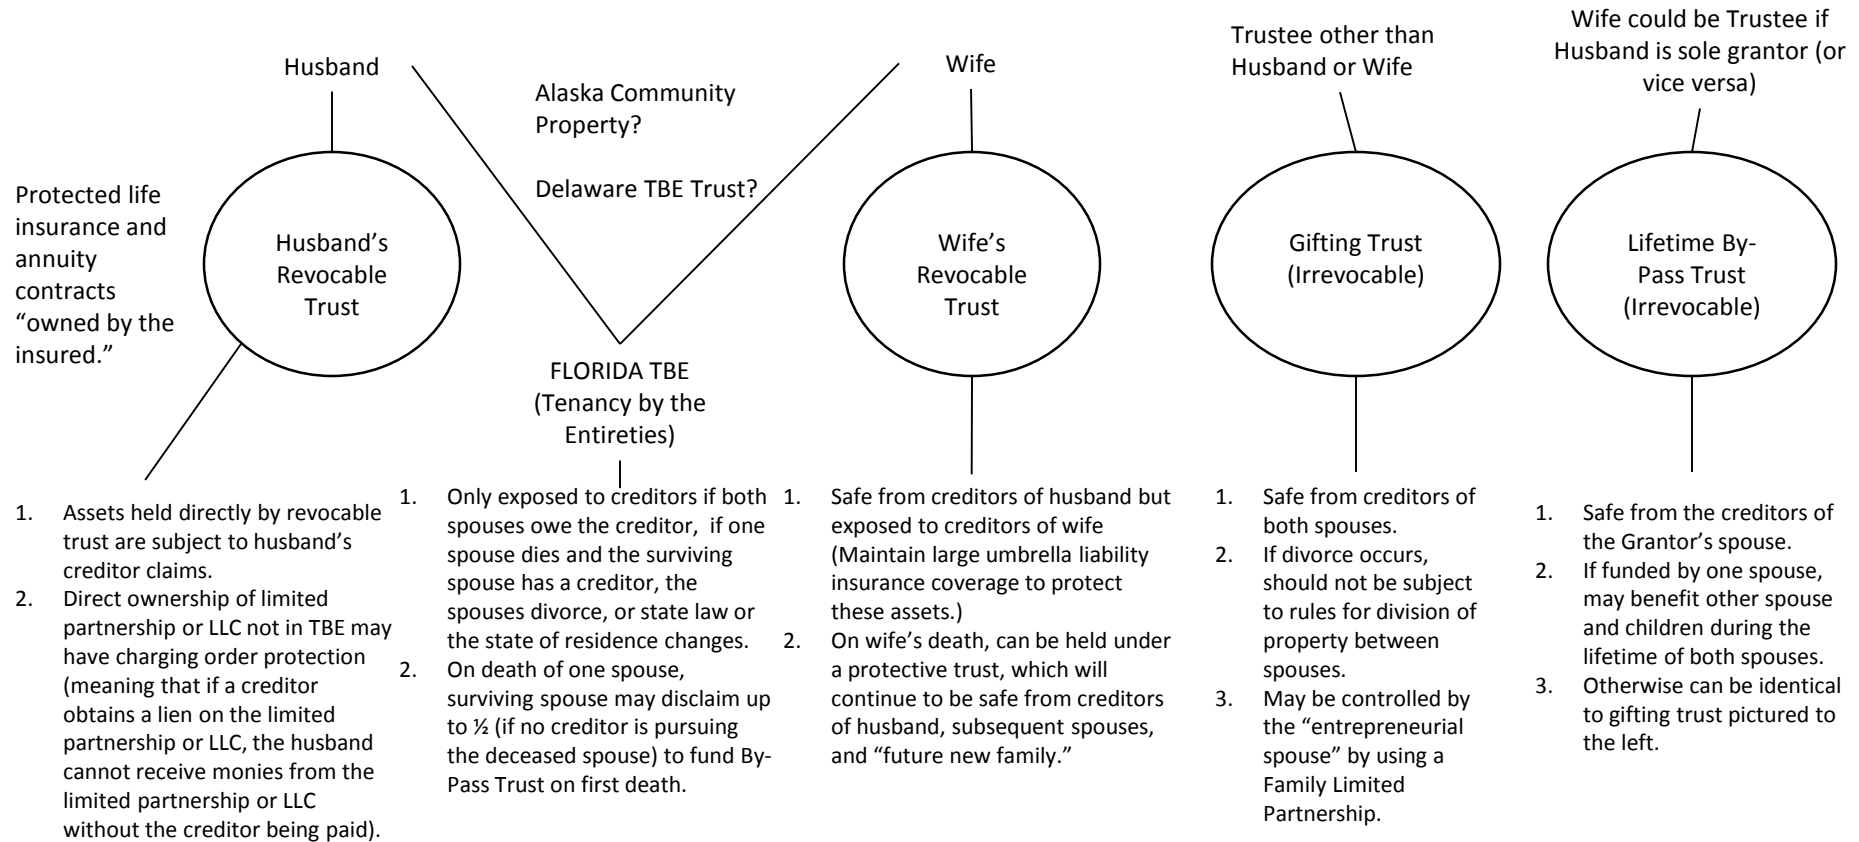 Husband
Alaska Community
Property?
Delaware TBE Trust?
Wife
Trustee other than
Husband or Wife
Wife could be Trustee if
Husband is sole grantor (or
vice versa)
Protected life
insurance and
annuity
contracts
“owned by the
insured.”
Husband’s
Revocable
Trust
FLORIDA TBE
(Tenancy by the
Entireties)
Wife’s
Revocable
Trust
Gifting Trust
(Irrevocable)
Lifetime By-
Pass Trust
(Irrevocable)
1. Assets held directly by revocable
trust are subject to husband’s
creditor claims.
2. Direct ownership of limited
partnership or LLC not in TBE may
have charging order protection
(meaning that if a creditor
obtains a lien on the limited
partnership or LLC, the husband
cannot receive monies from the
limited partnership or LLC
without the creditor being paid).
1. Only exposed to creditors if both
spouses owe the creditor, if one
spouse dies and the surviving
spouse has a creditor, the
spouses divorce, or state law or
the state of residence changes.
2. On death of one spouse,
surviving spouse may disclaim up
to ½ (if no creditor is pursuing
the deceased spouse) to fund By-
Pass Trust on first death.
1. Safe from creditors of husband but
exposed to creditors of wife
(Maintain large umbrella liability
insurance coverage to protect
these assets.)
2. On wife’s death, can be held under
a protective trust, which will
continue to be safe from creditors
of husband, subsequent spouses,
and “future new family.”
1. Safe from creditors of
both spouses.
2. If divorce occurs,
should not be subject
to rules for division of
property between
spouses.
3. May be controlled by
the “entrepreneurial
spouse” by using a
Family Limited
Partnership.
1. Safe from the creditors of
the Grantor’s spouse.
2. If funded by one spouse,
may benefit other spouse
and children during the
lifetime of both spouses.
3. Otherwise can be identical
to gifting trust pictured to
the left.